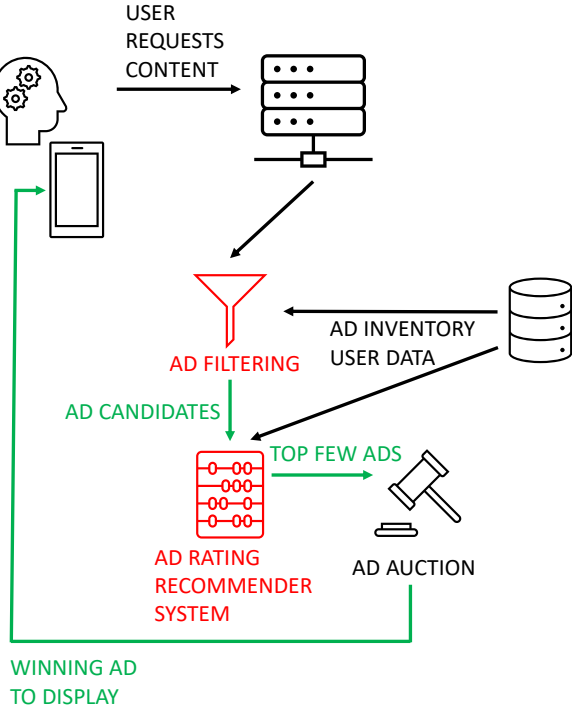 USER
REQUESTS
CONTENT
AD INVENTORY
USER DATA
AD FILTERING
AD CANDIDATES
TOP FEW ADS
AD RATING
RECOMMENDER
SYSTEM
AD AUCTION
WINNING AD
TO DISPLAY